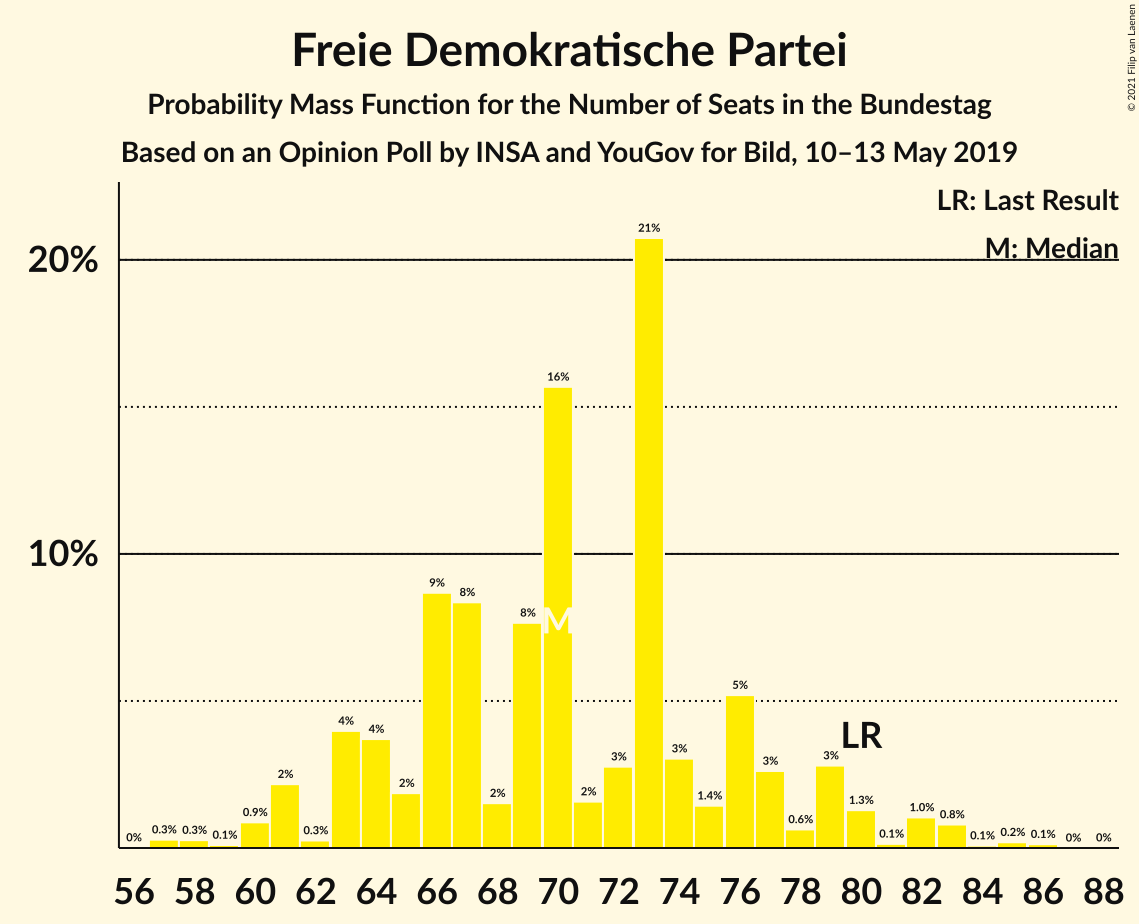 Freie Demokratische Partei
Probability Mass Function for the Number of Seats in the Bundestag
Based on an Opinion Poll by INSA and YouGov for Bild, 10–13 May 2019
© 2021 Filip van Laenen
LR: Last Result
M: Median
20%
10%
0% 0.3% 0.3% 0.1% 0.9% 2% 0.3% 4% 4% 2% 9% 8% 2% 8% 16% 2% 3% 21% 3% 1.4% 5% 3% 0.6% 3% 1.3% 0.1% 1.0% 0.8% 0.1% 0.2% 0.1% 0% 0%
M
LR
56 58 60 62 64 66 68 70 72 74 76 78 80 82 84 86 88